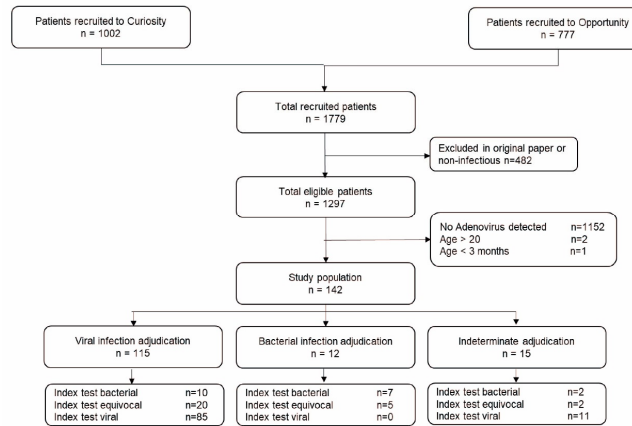 Patients recruited to Curiosity
n = 1002
Patients recruited to Opportunity
n = 777
Total recruited patients
n = 1779
Excluded in original paper or
non-infectious n=482
Total eligible patients
n = 1297
No Adenovirus detected n=1152
Age > 20 n=2
Age < 3 months n=1
Study population
n = 142
Viral infection adjudication
n = 115
Bacterial infection adjudication
n = 12
Indeterminate adjudication
n = 15
Index test bacterial n=10
Index test equivocal n=20
Index test viral n=85
Index test bacterial n=7
Index test equivocal n=5
Index test viral n=0
Index test bacterial n=2
Index test equivocal n=2
Index test viral n=11